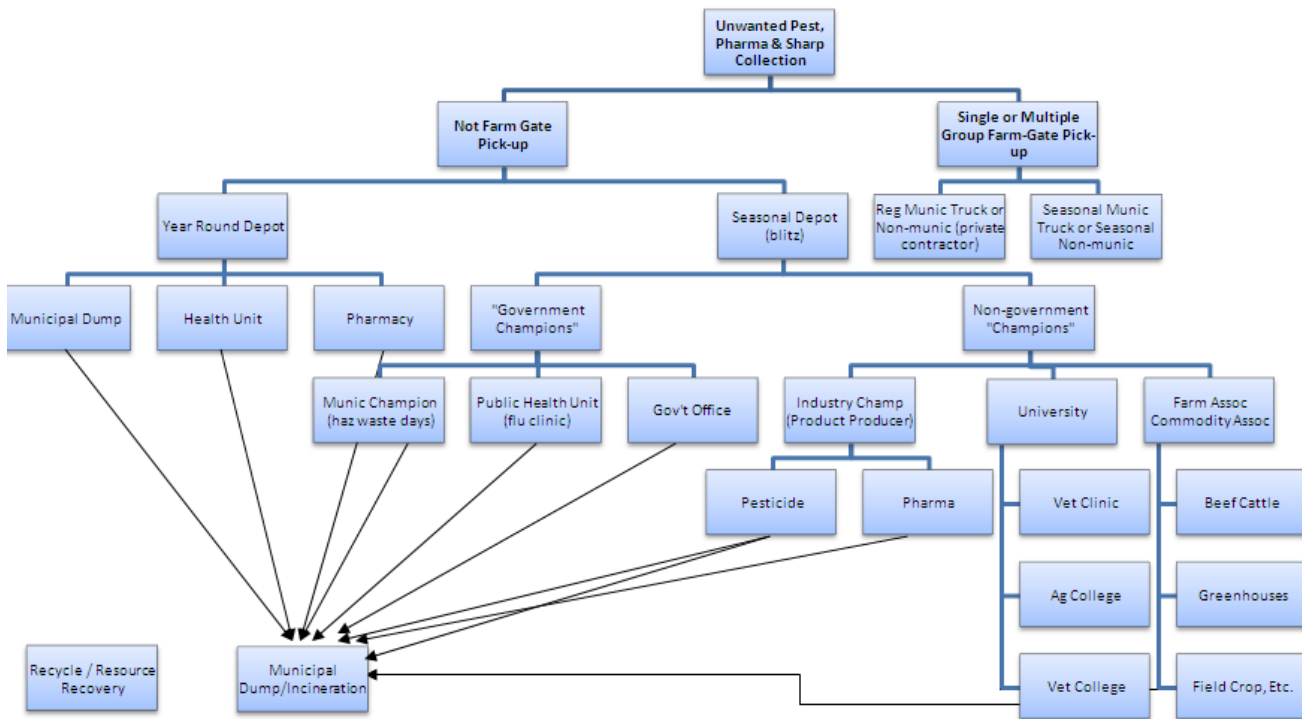 Unwanted Pest,
Pharma & Sharp
Collection
Not Farm Gate
Pick-up
Single or Multiple
Group Farm-Gate Pick-
up
Year Round Depot
Seasonal Depot
(blitz)
Reg Munic Truck or
Non-munic (private
contractor)
Seasonal Munic
Truck or Seasonal
Non-munic
Municipal Dump
Health Unit
Pharmacy
"Government
Champions"
Non-government
"Champions"
Munic Champion
(haz waste days)
Public Health Unit
(flu clinic)
Gov't Office
Industry Champ
(Product Producer)
University
Farm Assoc
Commodity Assoc
Pesticide
Pharma
Vet Clinic
Beef Cattle
Ag College
Greenhouses
Recycle / Resource
Recovery
Municipal
Dump/Incineration
Vet College
Field Crop, Etc.